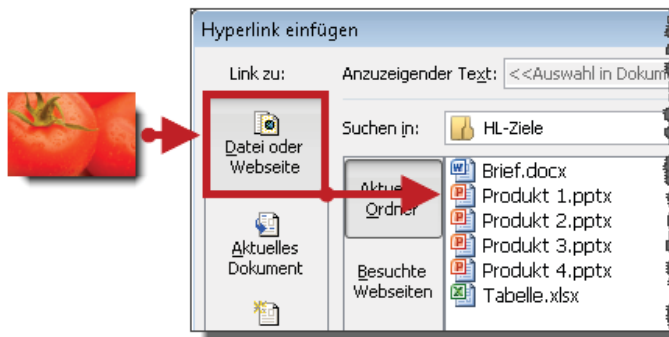 Hyperlink einfügen
Link zu:
Anzuzeigender Text: <<Auswahl in Dokum
Datei oder
Webseite
Suchen in: HL-Ziele
Aktuelles
Dokument
Ordner
Besuchte
Webseiten
Brief.docx
Produkt 1.pptx
Produkt 2.pptx
Produkt 3.pptx
Produkt 4.pptx
Tabelle.xlsx